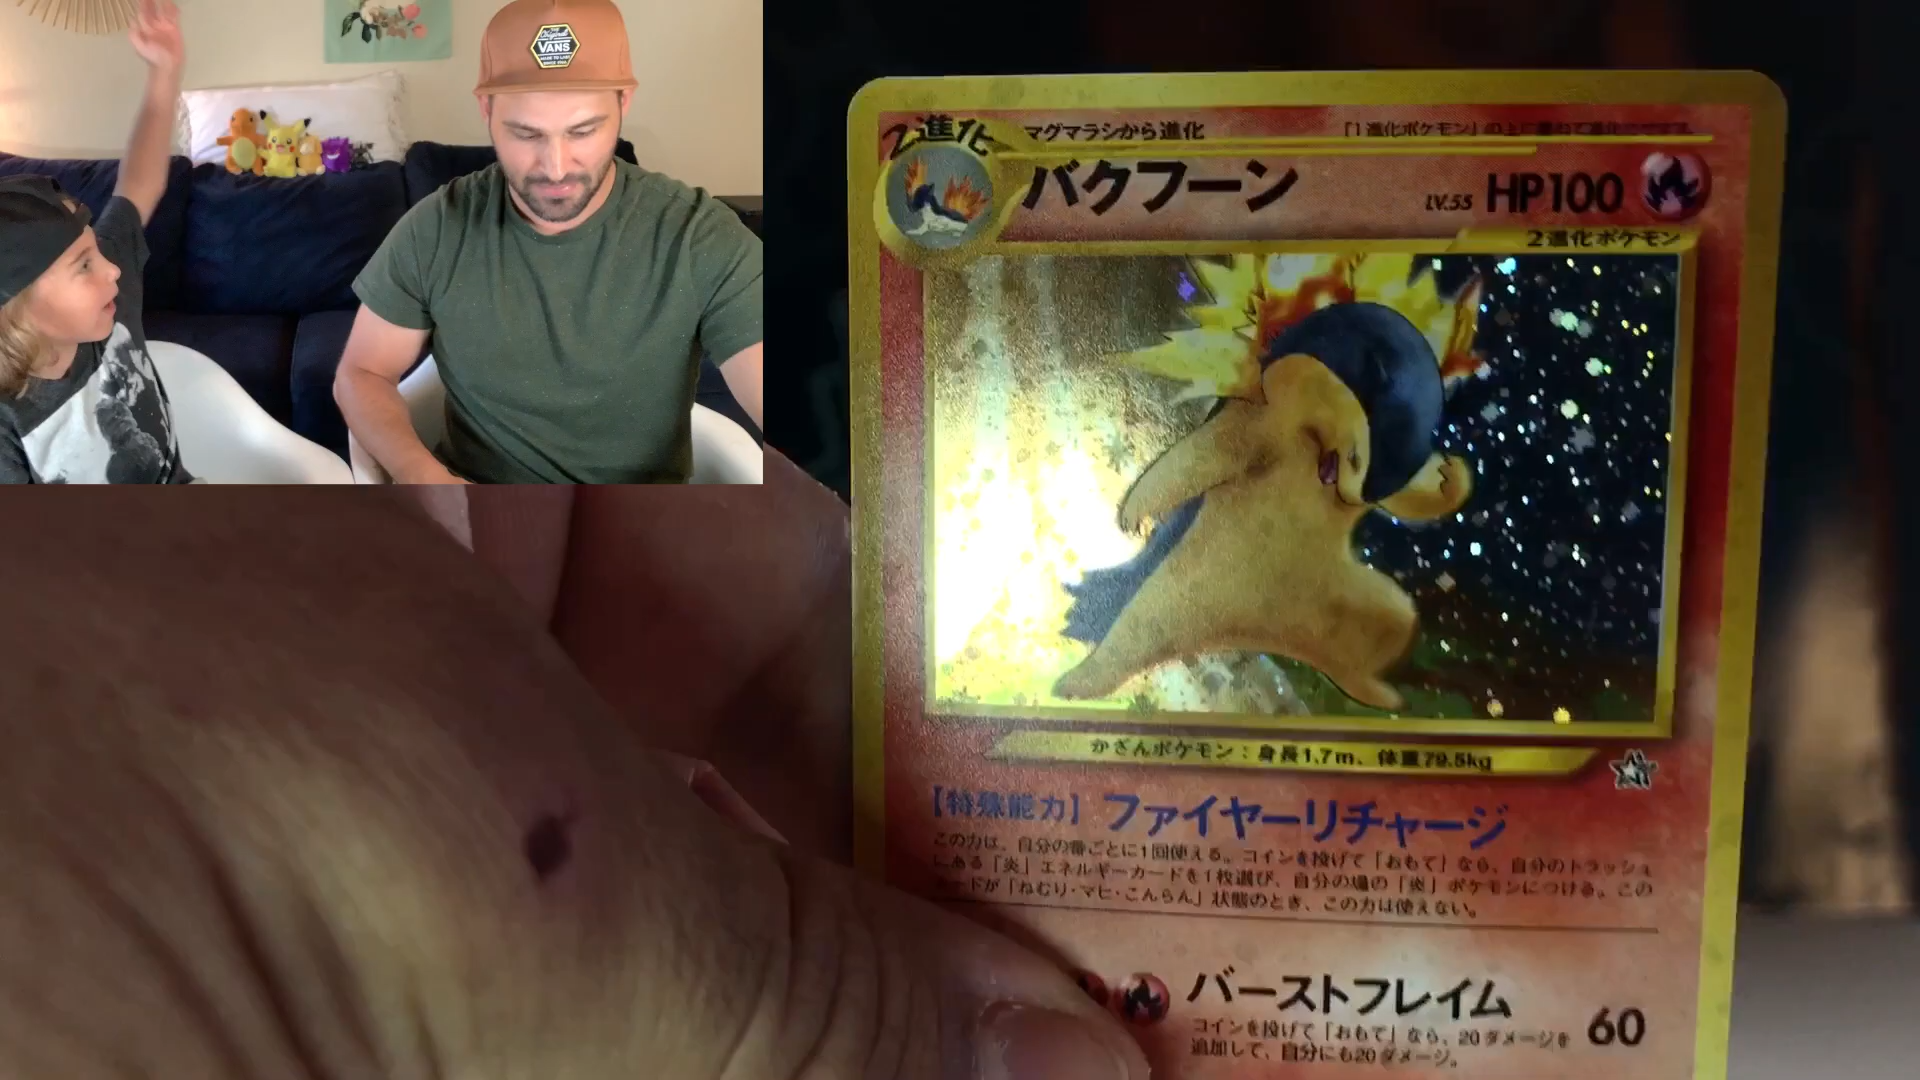 The
Original
VANS
2進化
マグマラシから進化
「1進化ポケモン」の上に重ねて進化させる。
バクフーン
LV.55 HP100
2進化ポケモン
かざんポケモン：身長1.7m、体重79.5kg
【特殊能力】ファイヤーリチャージ
この力は、自分の番ごとに1回使える。コインを投げて「おもて」なら、自分のトラッシュ
にある「炎」エネルギーカードを1枚選び、自分の場の「炎」ポケモンにつける。この
カードが「ねむり・マヒ・こんらん」状態のとき、この力は使えない。
バーストフレイム 60
コインを投げて「おもて」なら、20ダメージを
追加して、自分にも20ダメージ。